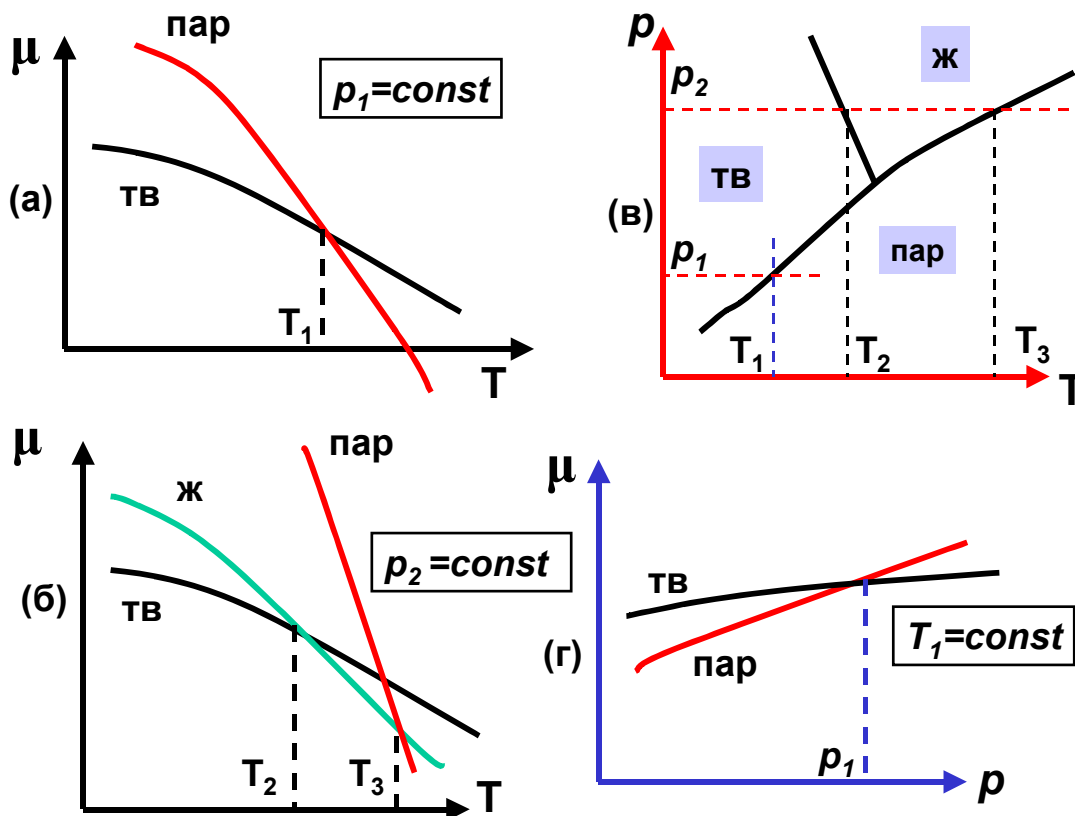 μ
пар
p₁=const
тв
(а)
T₁
T
p
ж
p₂
тв
(в)
p₁
пар
T₁
T₂
T₃
T
μ
пар
ж
p₂ =const
(б)
тв
T₂
T₃
T
μ
тв
(г)
пар
T₁=const
p₁
p